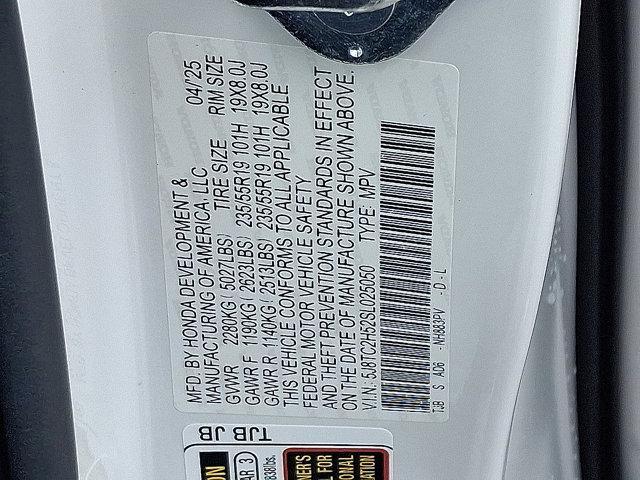 MFD. BY HONDA DEVELOPMENT & 04/'25
MANUFACTURING OF AMERICA, LLC
TIRE SIZE RIM SIZE
GVWR 2280KG ( 5027LBS)
GAWR F 1190KG ( 2623LBS) 235/55R19 101H 19X8.0J
GAWR R 1140KG ( 2513LBS) 235/55R19 101H 19X8.0J
THIS VEHICLE CONFORMS TO ALL APPLICABLE
FEDERAL MOTOR VEHICLE SAFETY
AND THEFT PREVENTION STANDARDS IN EFFECT
ON THE DATE OF MANUFACTURE SHOWN ABOVE.
V.I.N: 5J8TC2H52SL025050 TYPE: MPV
TJB S A06 -NH883PV -D-L
TJB JB